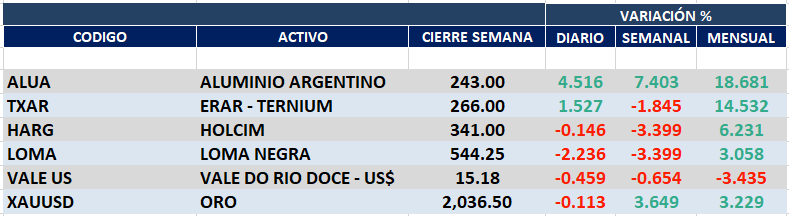 VARIACIÓN %
CODIGO ACTIVO CIERRE SEMANA DIARIO SEMANAL MENSUAL
ALUA ALUMINIO ARGENTINO 243.00 4.516 7.403 18.681
TXAR ERAR - TERNIUM 266.00 1.527 -1.845 14.532
HARG HOLCIM 341.00 -0.146 -3.399 6.231
LOMA LOMA NEGRA 544.25 -2.236 -3.399 3.058
VALE US VALE DO RIO DOCE - US$ 15.18 -0.459 -0.654 -3.435
XAUUSD ORO 2,036.50 -0.113 3.649 3.229